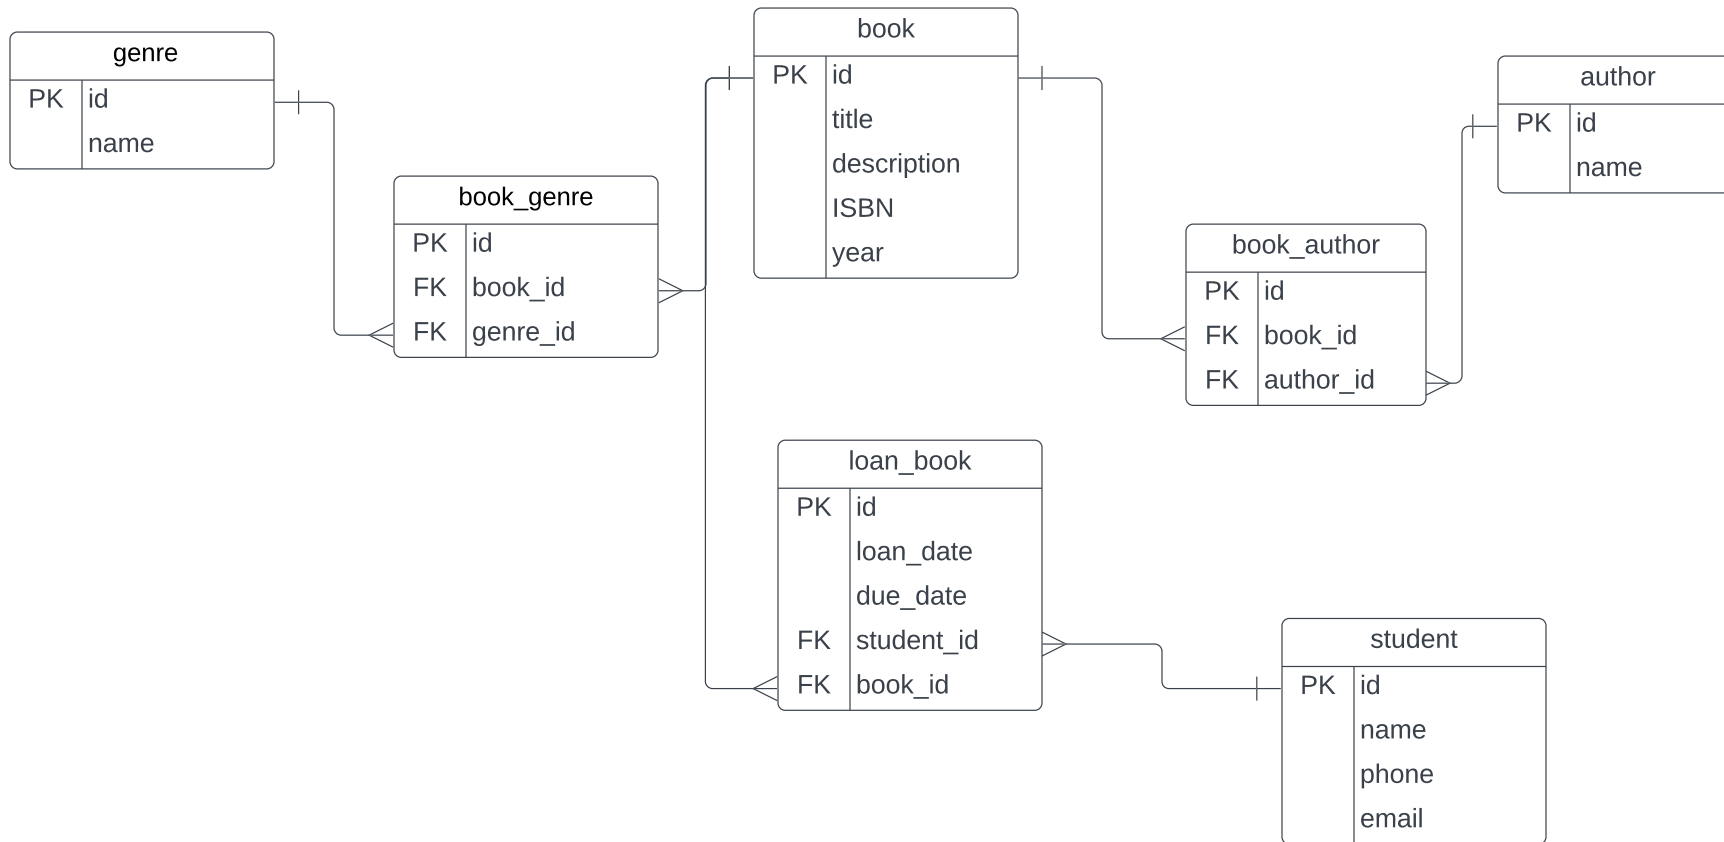 genre
PK id
name
book_genre
PK id
FK book_id
FK genre_id
book
PK id
title
description
ISBN
year
author
PK id
name
book_author
PK id
FK book_id
FK author_id
loan_book
PK id
loan_date
due_date
FK student_id
FK book_id
student
PK id
name
phone
email